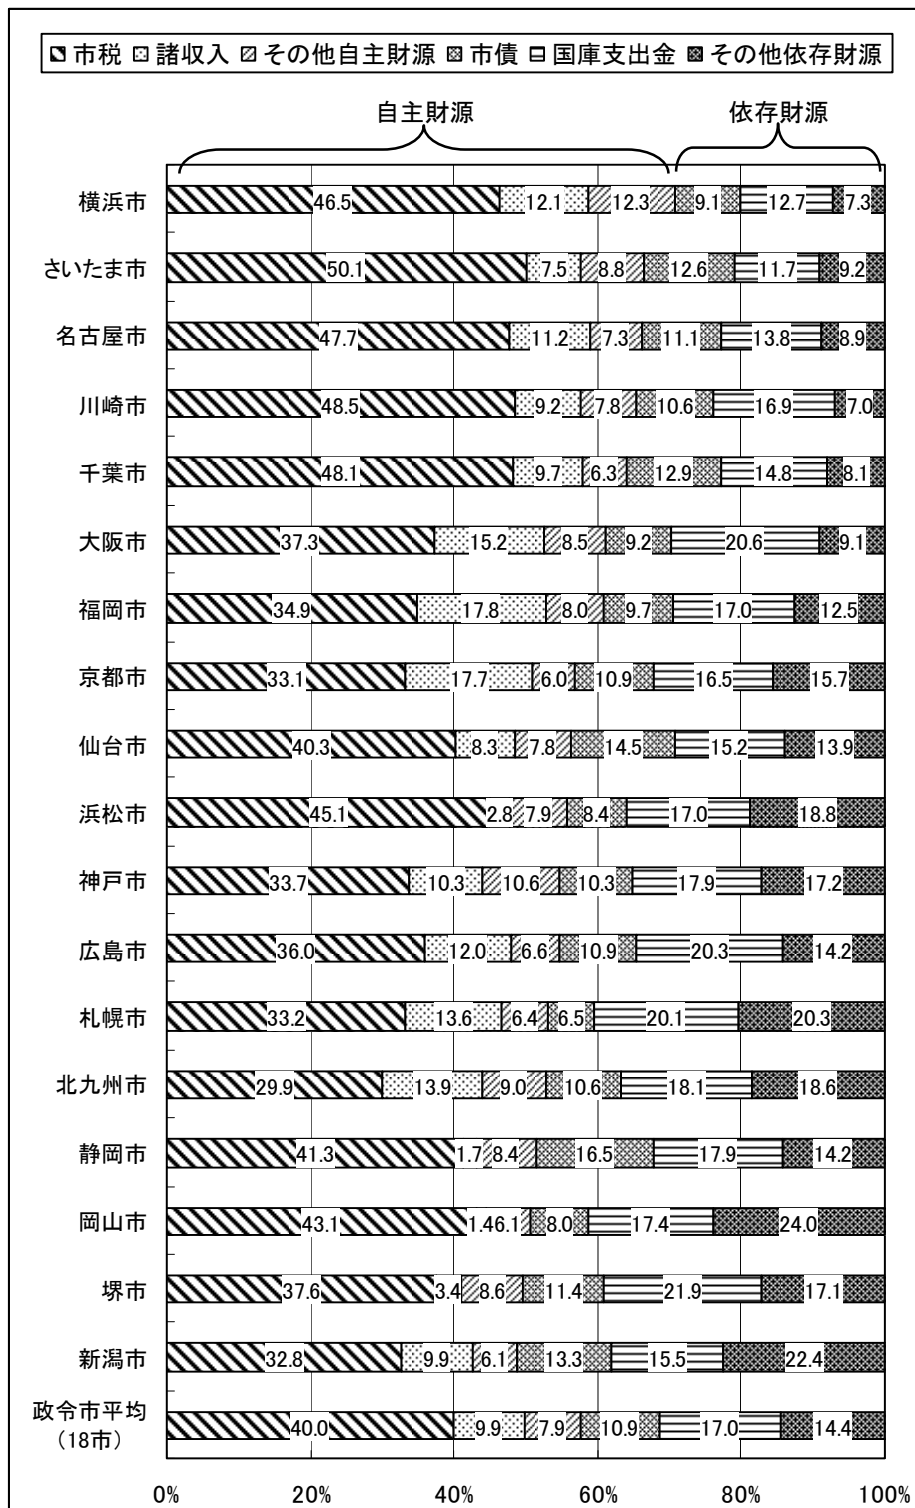 市税 諸収入 その他自主財源 市債 国庫支出金 その他依存財源
自主財源 依存財源
横浜市 46.5 12.1 12.3 9.1 12.7 7.3
さいたま市 50.1 7.5 8.8 12.6 11.7 9.2
名古屋市 47.7 11.2 7.3 11.1 13.8 8.9
川崎市 48.5 9.2 7.8 10.6 16.9 7.0
千葉市 48.1 9.7 6.3 12.9 14.8 8.1
大阪市 37.3 15.2 8.5 9.2 20.6 9.1
福岡市 34.9 17.8 8.0 9.7 17.0 12.5
京都市 33.1 17.7 6.0 10.9 16.5 15.7
仙台市 40.3 8.3 7.8 14.5 15.2 13.9
浜松市 45.1 2.8 7.9 8.4 17.0 18.8
神戸市 33.7 10.3 10.6 10.3 17.9 17.2
広島市 36.0 12.0 6.6 10.9 20.3 14.2
札幌市 33.2 13.6 6.4 6.5 20.1 20.3
北九州市 29.9 13.9 9.0 10.6 18.1 18.6
静岡市 41.3 1.7 8.4 16.5 17.9 14.2
岡山市 43.1 1.4 6.1 8.0 17.4 24.0
堺市 37.6 3.4 8.6 11.4 21.9 17.1
新潟市 32.8 9.9 6.1 13.3 15.5 22.4
政令市平均
（18市） 40.0 9.9 7.9 10.9 17.0 14.4
0% 20% 40% 60% 80% 100%